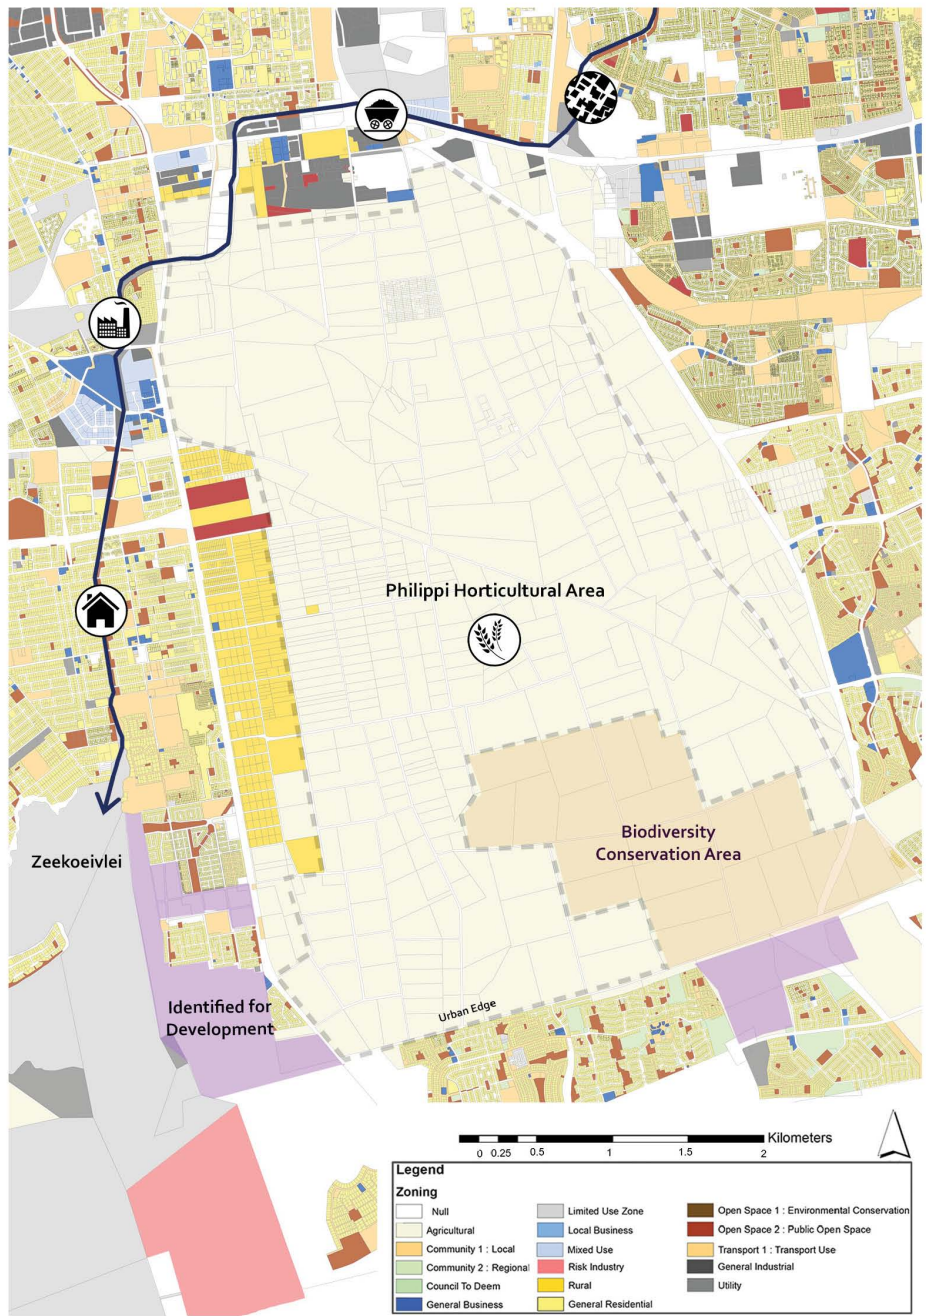 Philippi Horticultural Area
Biodiversity
Conservation Area
Zeekoeivlei
Identified for
Development
Urban Edge
Kilometers
0 0.25 0.5 1 1.5 2
Legend
Zoning
Null
Agricultural
Community 1 : Local
Community 2 : Regional
Council To Deem
General Business
Limited Use Zone
Local Business
Mixed Use
Risk Industry
Rural
General Residential
Open Space 1 : Environmental Conservation
Open Space 2 : Public Open Space
Transport 1 : Transport Use
General Industrial
Utility